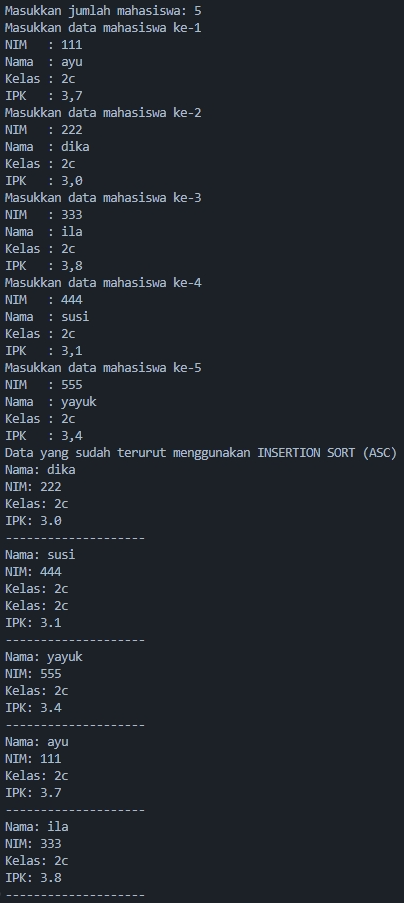 Masukkan jumlah mahasiswa: 5
Masukkan data mahasiswa ke-1
NIM   : 111
Nama  : ayu
Kelas : 2c
IPK   : 3,7
Masukkan data mahasiswa ke-2
NIM   : 222
Nama  : dika
Kelas : 2c
IPK   : 3,0
Masukkan data mahasiswa ke-3
NIM   : 333
Nama  : ila
Kelas : 2c
IPK   : 3,8
Masukkan data mahasiswa ke-4
NIM   : 444
Nama  : susi
Kelas : 2c
IPK   : 3,1
Masukkan data mahasiswa ke-5
NIM   : 555
Nama  : yayuk
Kelas : 2c
IPK   : 3,4
Data yang sudah terurut menggunakan INSERTION SORT (ASC)
Nama: dika
NIM: 222
Kelas: 2c
IPK: 3.0
--------------------
Nama: susi
NIM: 444
Kelas: 2c
Kelas: 2c
IPK: 3.1
--------------------
Nama: yayuk
NIM: 555
Kelas: 2c
IPK: 3.4
--------------------
Nama: ayu
NIM: 111
Kelas: 2c
IPK: 3.7
--------------------
Nama: ila
NIM: 333
Kelas: 2c
IPK: 3.8
--------------------